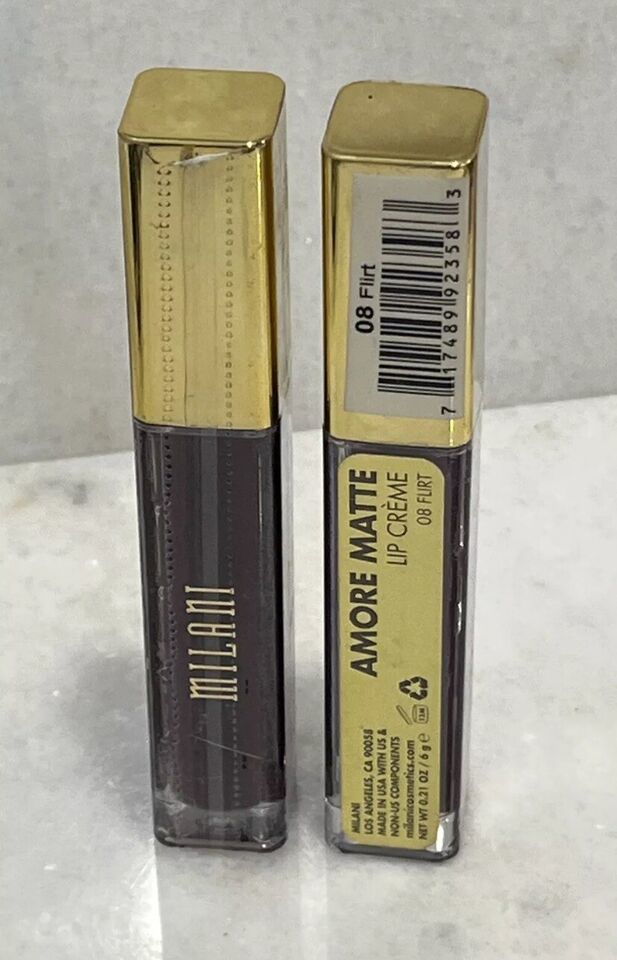 MILANI
08 Flirt
7 17489 92358 3
AMORE MATTE
LIP CRÈME
08 FLIRT
12M
MILANI
LOS ANGELES, CA 90058
MADE IN USA WITH US &
NON-US COMPONENTS
milanicosmetics.com
NET WT 0.21 OZ / 6 g ℮